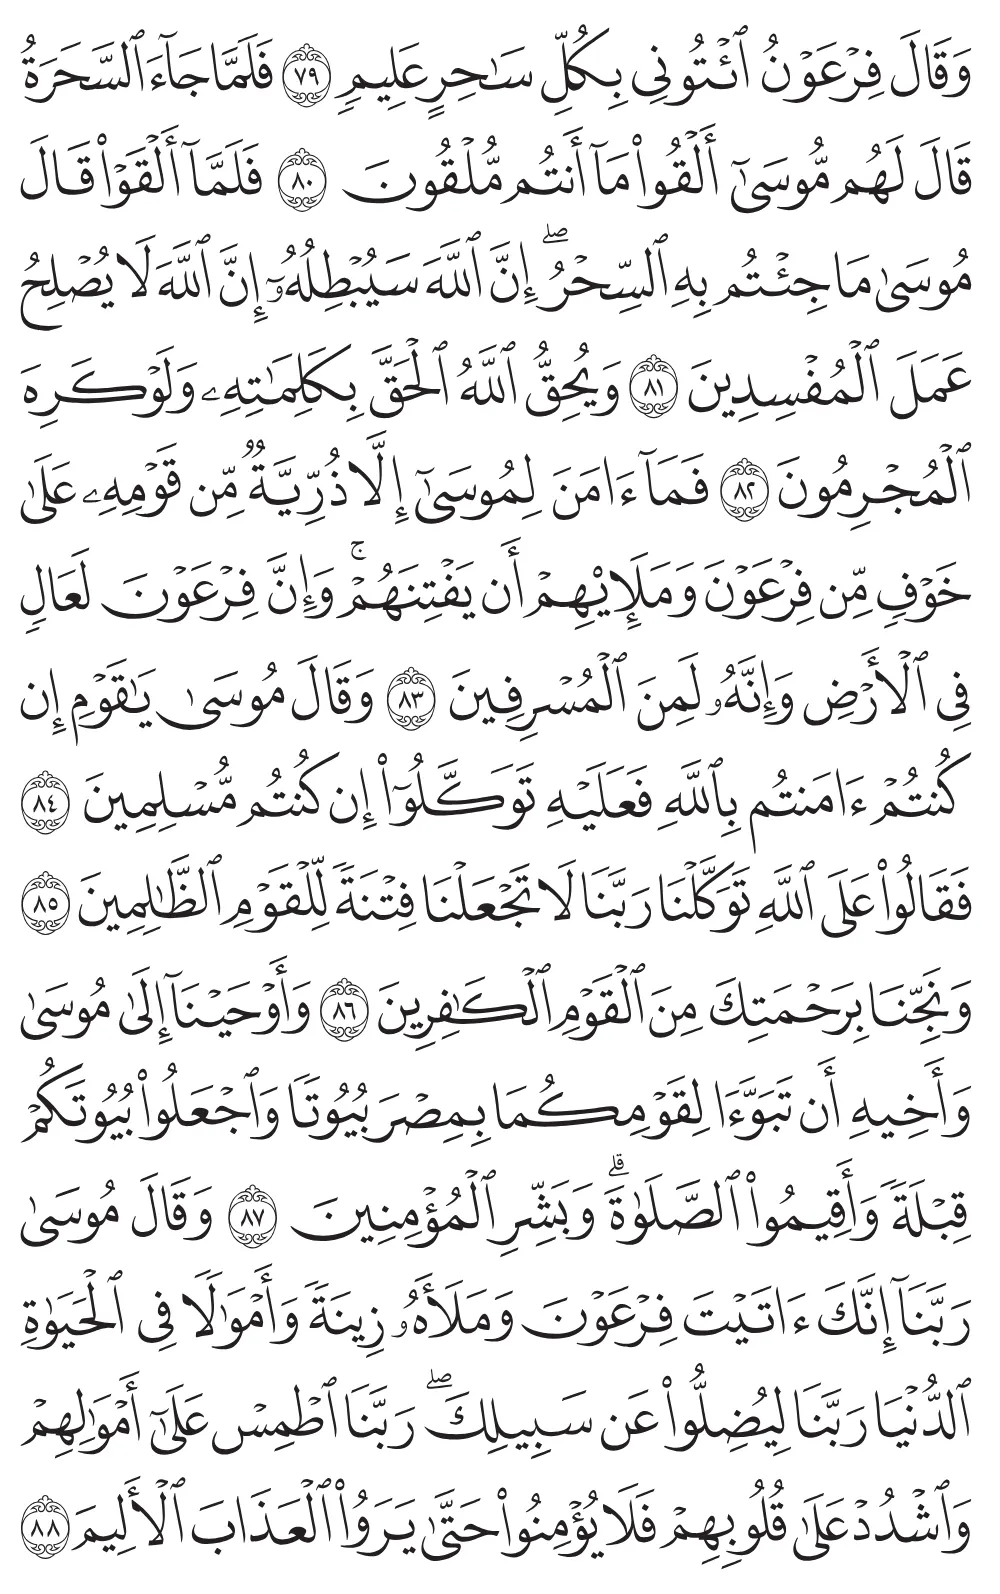 وَقَالَ فِرْعَوْنُ ٱئْتُونِى بِكُلِّ سَٰحِرٍ عَلِيمٍ ۝٧٩ فَلَمَّا جَآءَ ٱلسَّحَرَةُ
قَالَ لَهُم مُّوسَىٰٓ أَلْقُوا۟ مَآ أَنتُم مُّلْقُونَ ۝٨٠ فَلَمَّآ أَلْقَوْا۟ قَالَ
مُوسَىٰ مَا جِئْتُم بِهِ ٱلسِّحْرُ ۖ إِنَّ ٱللَّهَ سَيُبْطِلُهُۥٓ إِنَّ ٱللَّهَ لَا يُصْلِحُ
عَمَلَ ٱلْمُفْسِدِينَ ۝٨١ وَيُحِقُّ ٱللَّهُ ٱلْحَقَّ بِكَلِمَٰتِهِۦ وَلَوْ كَرِهَ
ٱلْمُجْرِمُونَ ۝٨٢ فَمَآ ءَامَنَ لِمُوسَىٰٓ إِلَّا ذُرِّيَّةٌ مِّن قَوْمِهِۦ عَلَىٰ
خَوْفٍ مِّن فِرْعَوْنَ وَمَلَإِي۟هِمْ أَن يَفْتِنَهُمْ ۚ وَإِنَّ فِرْعَوْنَ لَعَالٍ
فِى ٱلْأَرْضِ وَإِنَّهُۥ لَمِنَ ٱلْمُسْرِفِينَ ۝٨٣ وَقَالَ مُوسَىٰ يَٰقَوْمِ إِن
كُنتُمْ ءَامَنتُم بِٱللَّهِ فَعَلَيْهِ تَوَكَّلُوٓا۟ إِن كُنتُم مُّسْلِمِينَ ۝٨٤
فَقَالُوا۟ عَلَى ٱللَّهِ تَوَكَّلْنَا رَبَّنَا لَا تَجْعَلْنَا فِتْنَةً لِّلْقَوْمِ ٱلظَّٰلِمِينَ ۝٨٥
وَنَجِّنَا بِرَحْمَتِكَ مِنَ ٱلْقَوْمِ ٱلْكَٰفِرِينَ ۝٨٦ وَأَوْحَيْنَآ إِلَىٰ مُوسَىٰ
وَأَخِيهِ أَن تَبَوَّءَا لِقَوْمِكُمَا بِمِصْرَ بُيُوتًا وَٱجْعَلُوا۟ بُيُوتَكُمْ
قِبْلَةً وَأَقِيمُوا۟ ٱلصَّلَوٰةَ ۗ وَبَشِّرِ ٱلْمُؤْمِنِينَ ۝٨٧ وَقَالَ مُوسَىٰ
رَبَّنَآ إِنَّكَ ءَاتَيْتَ فِرْعَوْنَ وَمَلَأَهُۥ زِينَةً وَأَمْوَٰلًا فِى ٱلْحَيَوٰةِ
ٱلدُّنْيَا رَبَّنَا لِيُضِلُّوا۟ عَن سَبِيلِكَ ۖ رَبَّنَا ٱطْمِسْ عَلَىٰٓ أَمْوَٰلِهِمْ
وَٱشْدُدْ عَلَىٰ قُلُوبِهِمْ فَلَا يُؤْمِنُوا۟ حَتَّىٰ يَرَوُا۟ ٱلْعَذَابَ ٱلْأَلِيمَ ۝٨٨